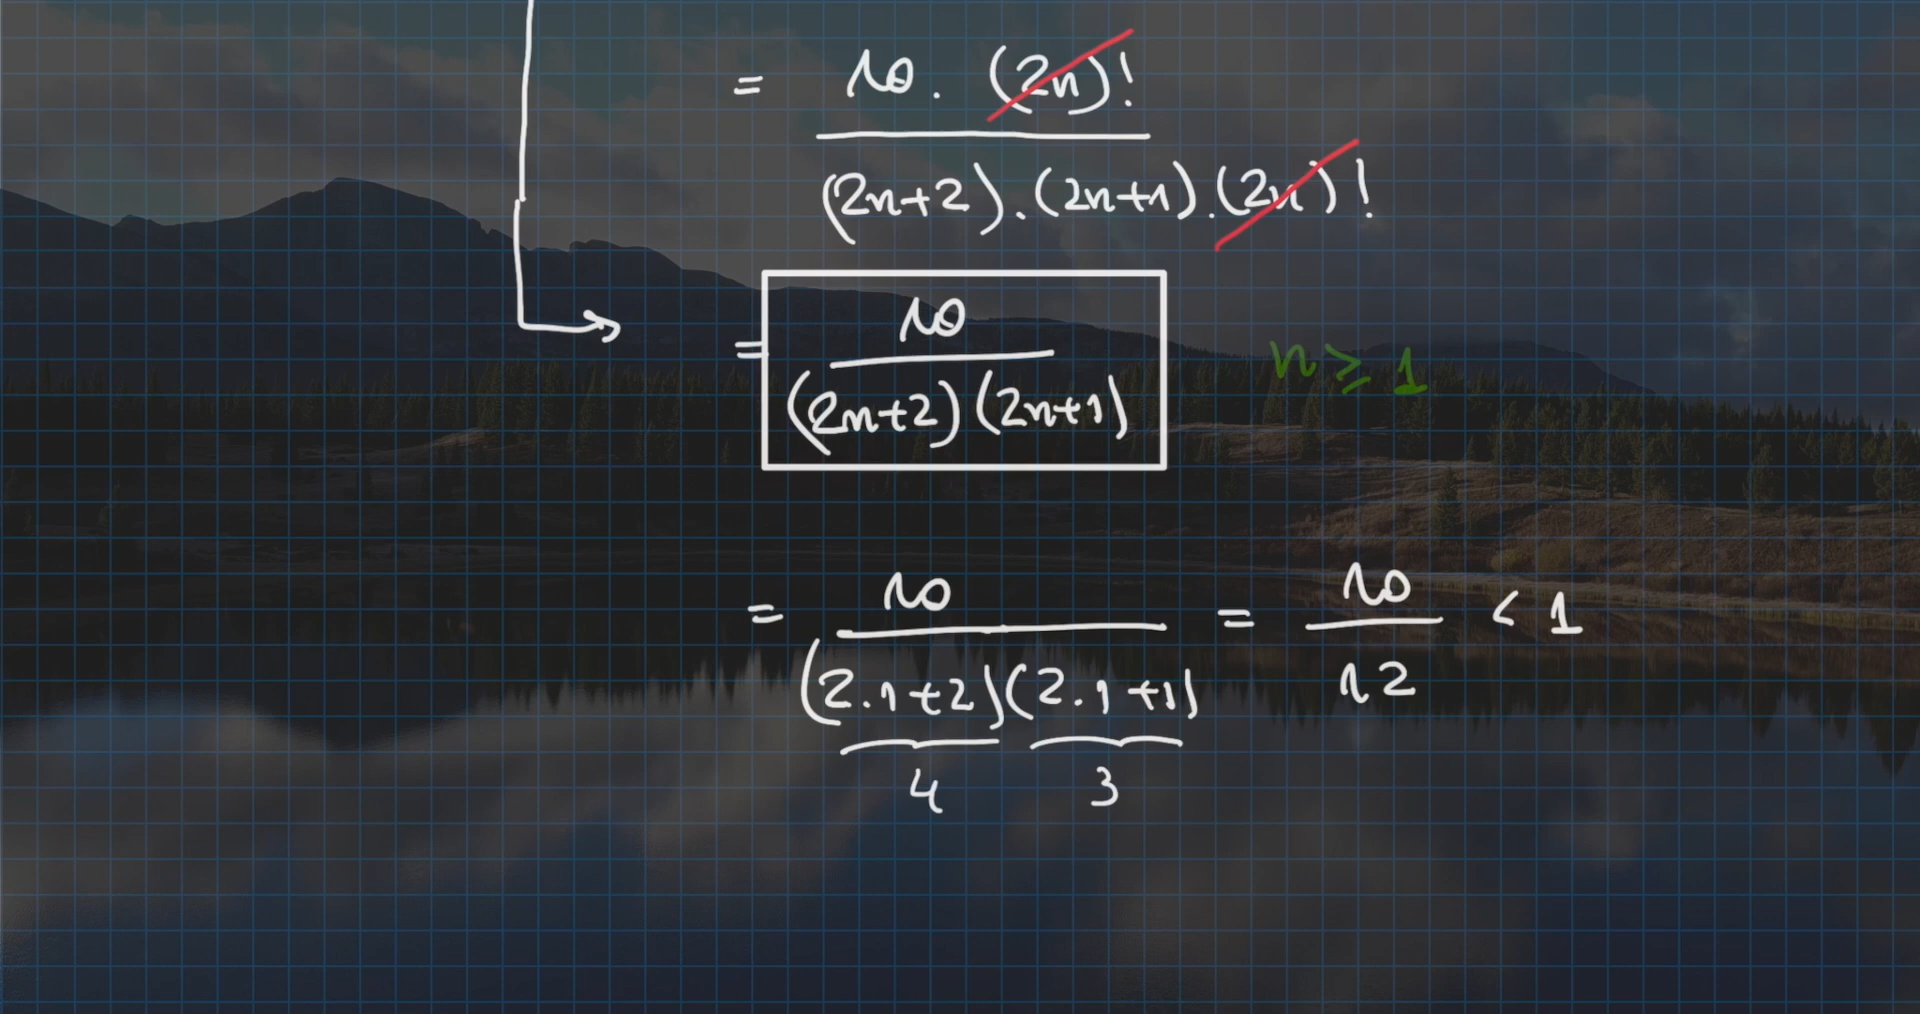 = 10 . (2n)!
(2n+2).(2n+1).(2n)!
= 10
(2n+2)(2n+1)
n ≥ 1
= 10 = 10 < 1
(2.1+2)(2.1+1) 12
4 3